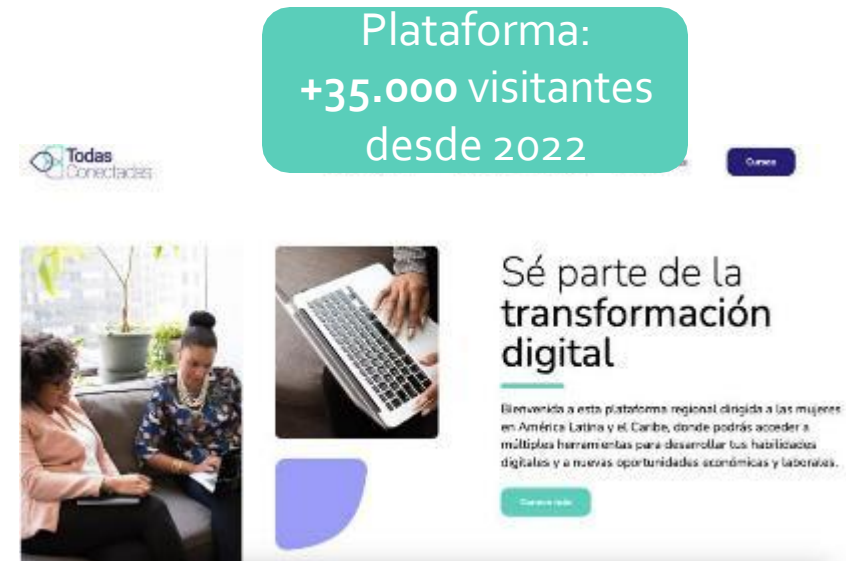 Plataforma:
+35.000 visitantes
desde 2022
Todas
Conectadas
Cursos
Sé parte de la
transformación
digital
Bienvenida a esta plataforma regional dirigida a las mujeres
en América Latina y el Caribe, donde podrás acceder a
múltiples herramientas para desarrollar tus habilidades
digitales y a nuevas oportunidades económicas y laborales.
Conoce más